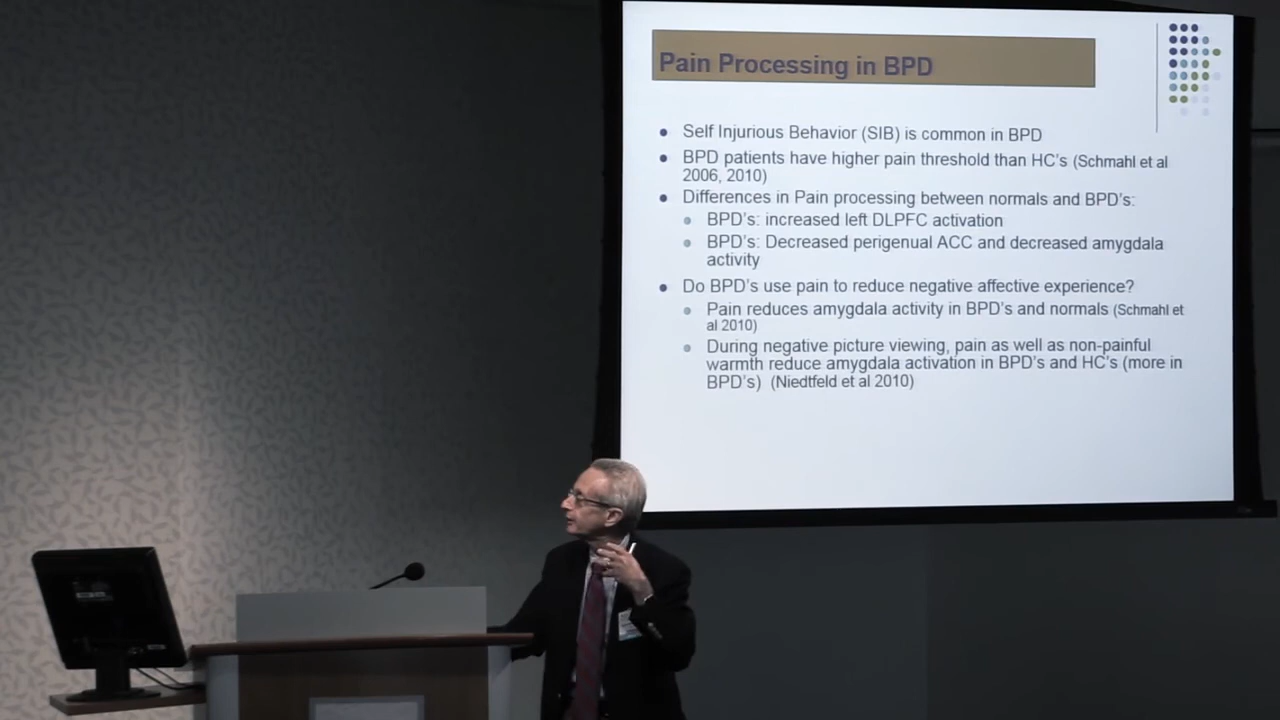 Pain Processing in BPD
Self Injurious Behavior (SIB) is common in BPD
BPD patients have higher pain threshold than HC's (Schmahl et al
2006, 2010)
Differences in Pain processing between normals and BPD's:
BPD's: increased left DLPFC activation
BPD's: Decreased perigenual ACC and decreased amygdala
activity
Do BPD's use pain to reduce negative affective experience?
Pain reduces amygdala activity in BPD's and normals (Schmahl et
al 2010)
During negative picture viewing, pain as well as non-painful
warmth reduce amygdala activation in BPD's and HC's (more in
BPD's) (Niedtfeld et al 2010)